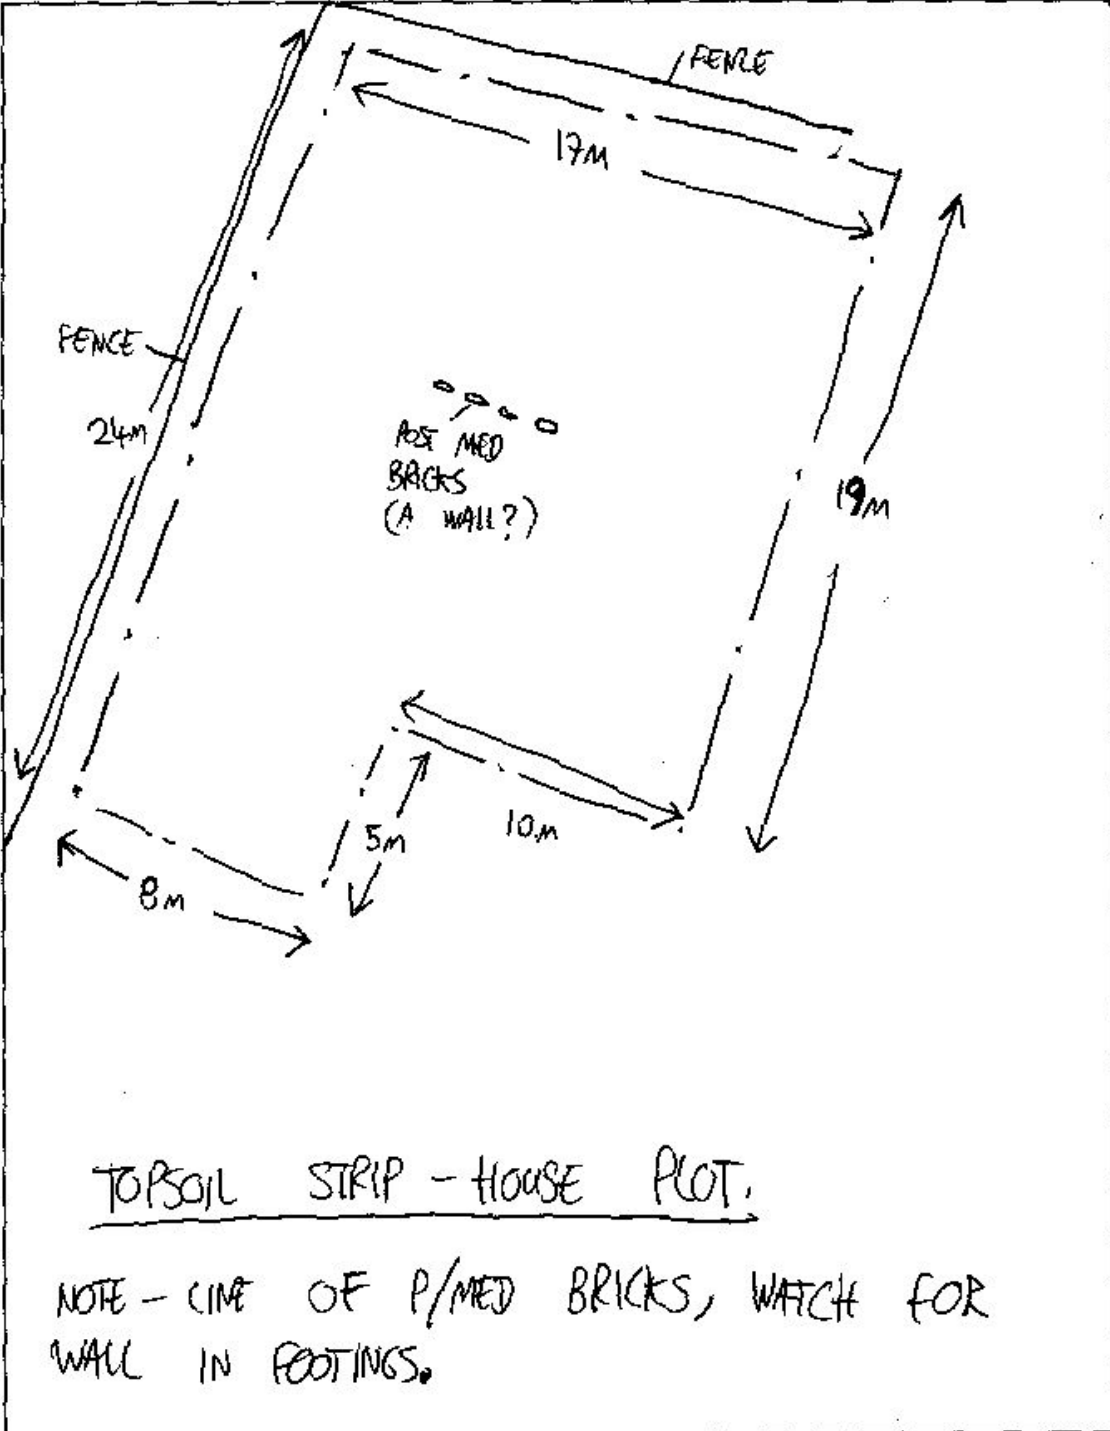 FENCE
17M
FENCE
24M
POST MED
BRICKS
(A WALL?)
19M
5M
10M
8M
TOPSOIL STRIP - HOUSE PLOT.
NOTE - LINE OF P/MED BRICKS, WATCH FOR
WALL IN FOOTINGS.